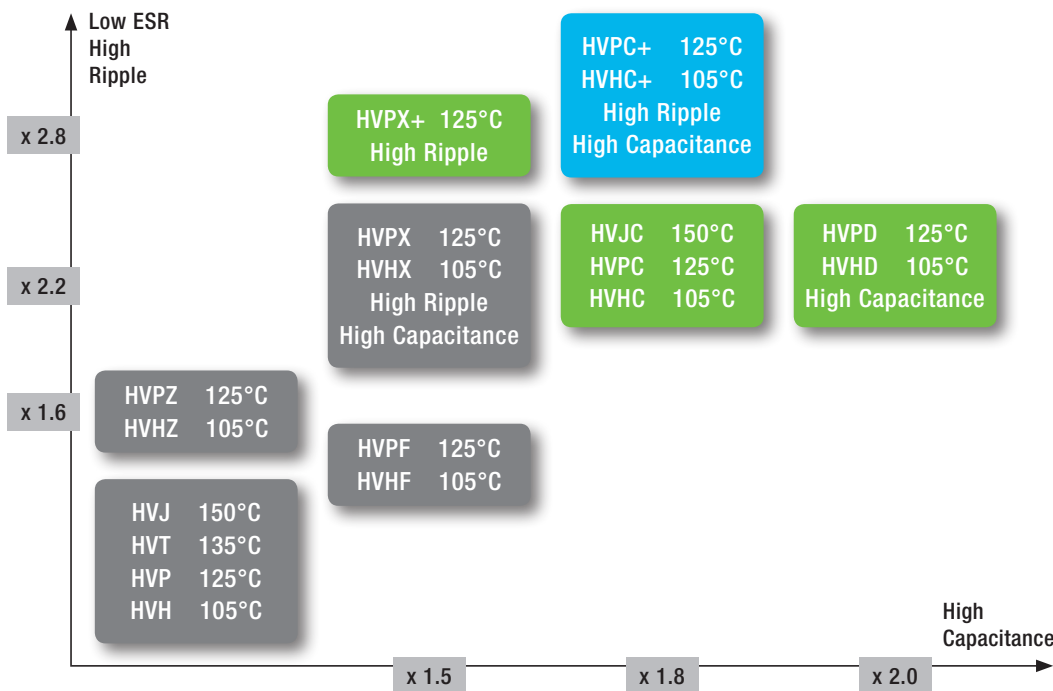 Low ESR
High
Ripple
x 2.8
x 2.2
x 1.6
HVPX+ 125°C
High Ripple
HVPC+ 125°C
HVHC+ 105°C
High Ripple
High Capacitance
HVPX 125°C
HVHX 105°C
High Ripple
High Capacitance
HVJC 150°C
HVPC 125°C
HVHC 105°C
HVPD 125°C
HVHD 105°C
High Capacitance
HVPZ 125°C
HVHZ 105°C
HVPF 125°C
HVHF 105°C
HVJ 150°C
HVT 135°C
HVP 125°C
HVH 105°C
High
Capacitance
x 1.5
x 1.8
x 2.0